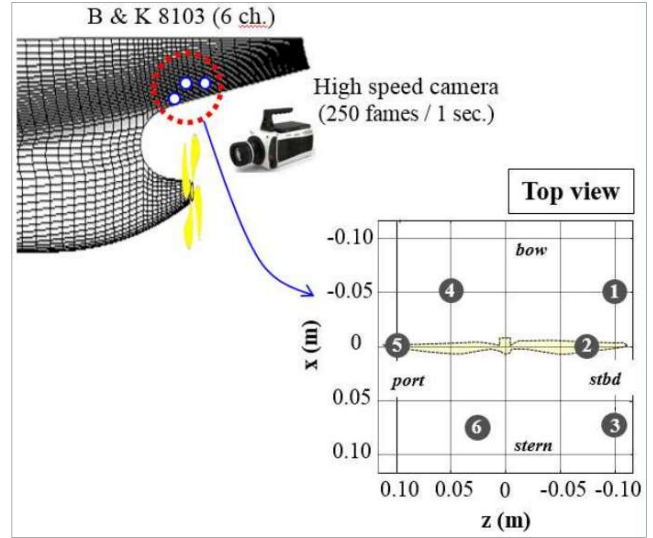 B & K 8103 (6 ch.)
High speed camera
(250 fames / 1 sec.)
Top view
-0.10
bow
-0.05
4
1
x (m)
0
5
2
port
stbd
0.05
6
3
0.10
stern
0.10 0.05 0 -0.05 -0.10
z (m)